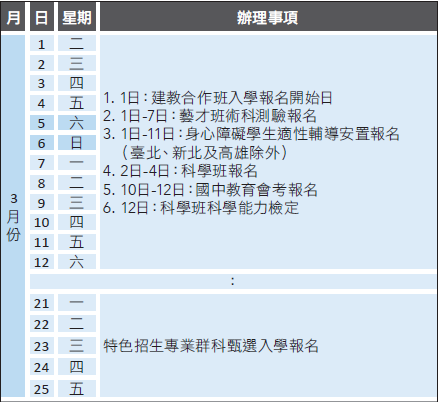 月 日 星期 辦理事項
3月份
1 二
2 三
3 四
4 五
5 六
6 日
7 一
8 二
9 三
10 四
11 五
12 六
1. 1日：建教合作班入學報名開始日
2. 1日-7日：藝才班術科測驗報名
3. 1日-11日：身心障礙學生適性輔導安置報名
（臺北、新北及高雄除外）
4. 2日-4日：科學班報名
5. 10日-12日：國中教育會考報名
6. 12日：科學班科學能力檢定
：
21 一
22 二
23 三
24 四
25 五
特色招生專業群科甄選入學報名